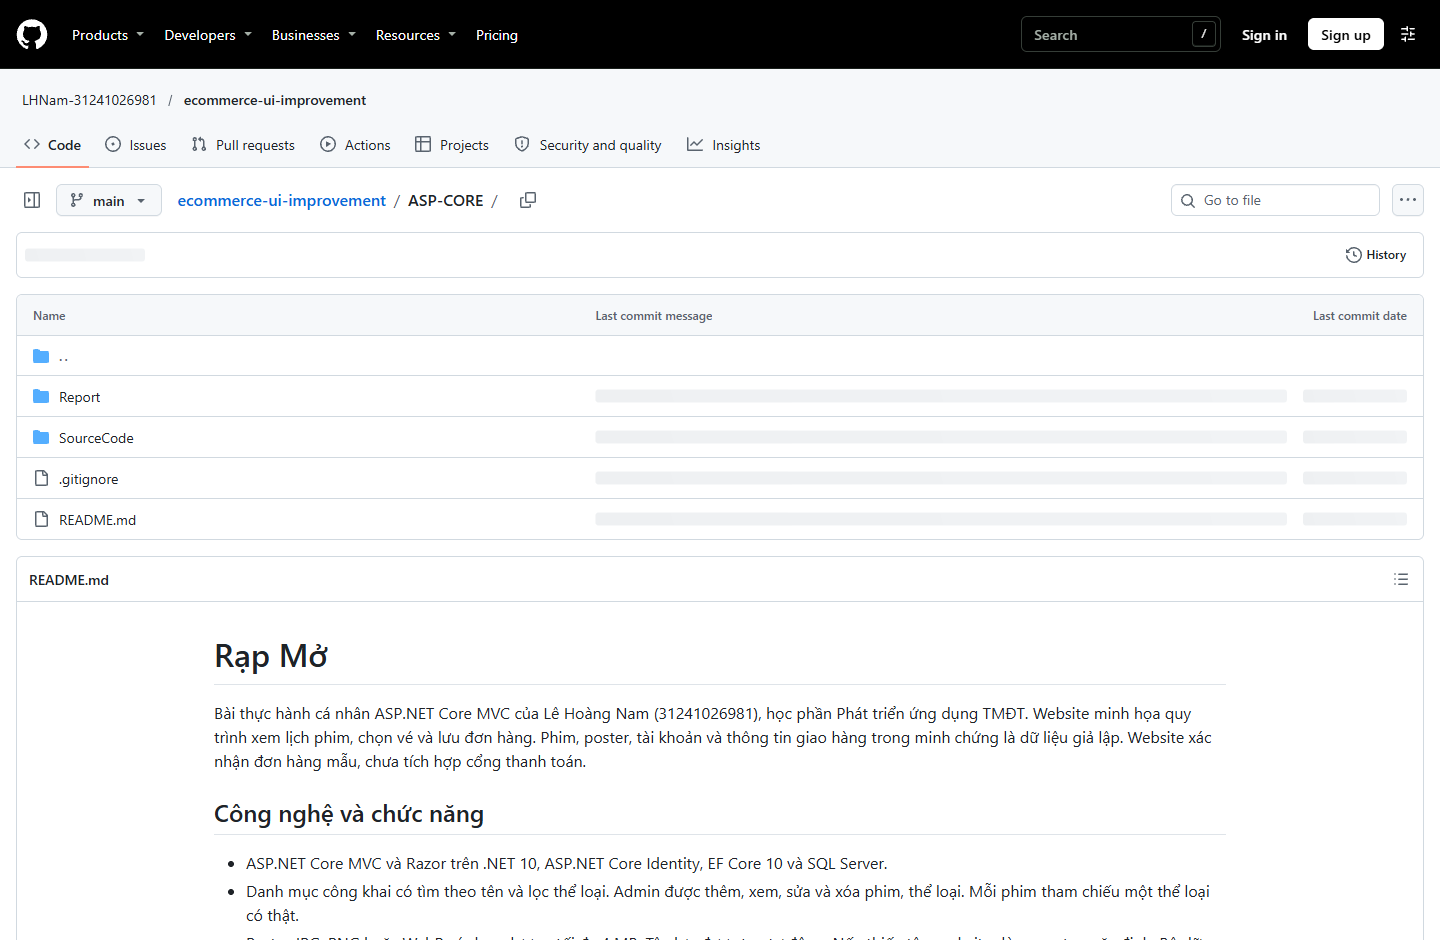 Products Developers Businesses Resources Pricing Search / Sign in Sign up
LHNam-31241026981 / ecommerce-ui-improvement
Code Issues Pull requests Actions Projects Security and quality Insights
main ecommerce-ui-improvement / ASP-CORE / Go to file
History
Name Last commit message Last commit date
..
Report
SourceCode
.gitignore
README.md
README.md
Rạp Mở
Bài thực hành cá nhân ASP.NET Core MVC của Lê Hoàng Nam (31241026981), học phần Phát triển ứng dụng TMĐT. Website minh họa quy
trình xem lịch phim, chọn vé và lưu đơn hàng. Phim, poster, tài khoản và thông tin giao hàng trong minh chứng là dữ liệu giả lập. Website xác
nhận đơn hàng mẫu, chưa tích hợp cổng thanh toán.
Công nghệ và chức năng
ASP.NET Core MVC và Razor trên .NET 10, ASP.NET Core Identity, EF Core 10 và SQL Server.
Danh mục công khai có tìm theo tên và lọc thể loại. Admin được thêm, xem, sửa và xóa phim, thể loại. Mỗi phim tham chiếu một thể loại
có thật.